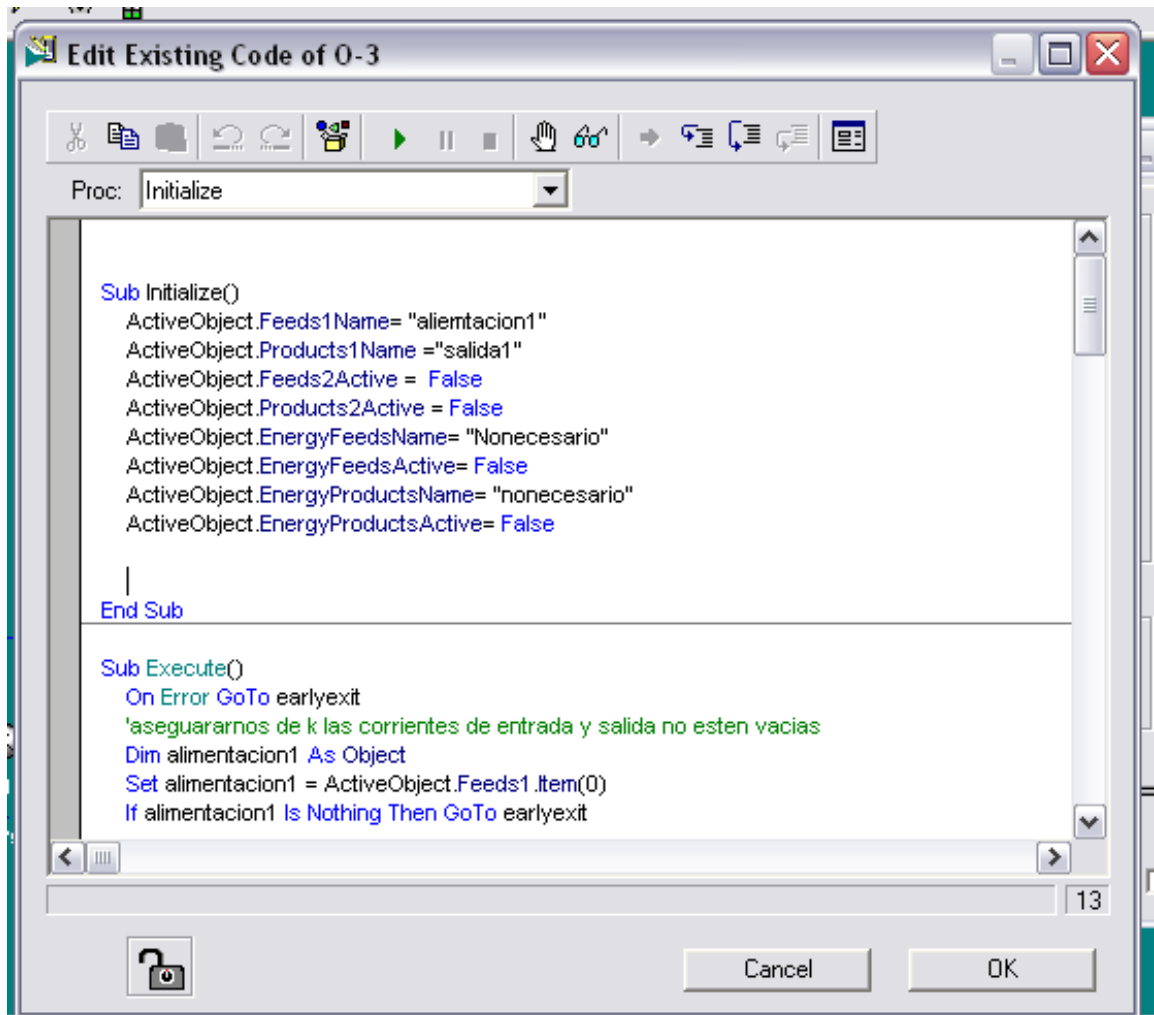 Edit Existing Code of O-3
Proc: Initialize
Sub Initialize()
ActiveObject.Feeds1Name= "aliemtacion1"
ActiveObject.Products1Name ="salida1"
ActiveObject.Feeds2Active = False
ActiveObject.Products2Active = False
ActiveObject.EnergyFeedsName= "Nonecesario"
ActiveObject.EnergyFeedsActive= False
ActiveObject.EnergyProductsName= "nonecesario"
ActiveObject.EnergyProductsActive= False
End Sub
Sub Execute()
On Error GoTo earlyexit
'aseguararnos de k las corrientes de entrada y salida no esten vacias
Dim alimentacion1 As Object
Set alimentacion1 = ActiveObject.Feeds1.Item(0)
If alimentacion1 Is Nothing Then GoTo earlyexit
13
Cancel OK